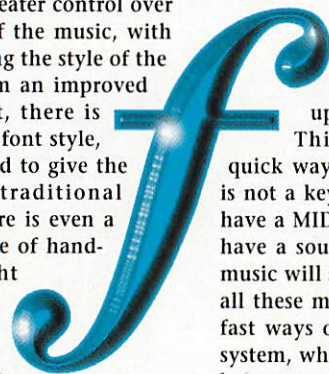 eater control over
f the music, with
ng the style of the
m an improved
t, there is
font style,
d to give the
traditional
re is even a
e of hand-
ht
f
up
Thi
quick way
is not a key
have a MID
have a sou
music will
all these m
fast ways o
system, wh